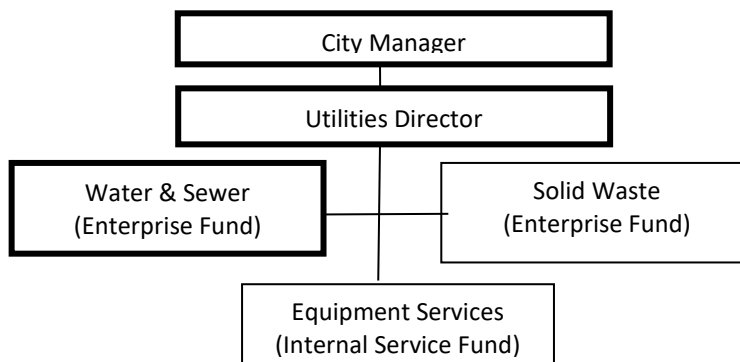 City Manager
Utilities Director
Water & Sewer
(Enterprise Fund)
Solid Waste
(Enterprise Fund)
Equipment Services
(Internal Service Fund)